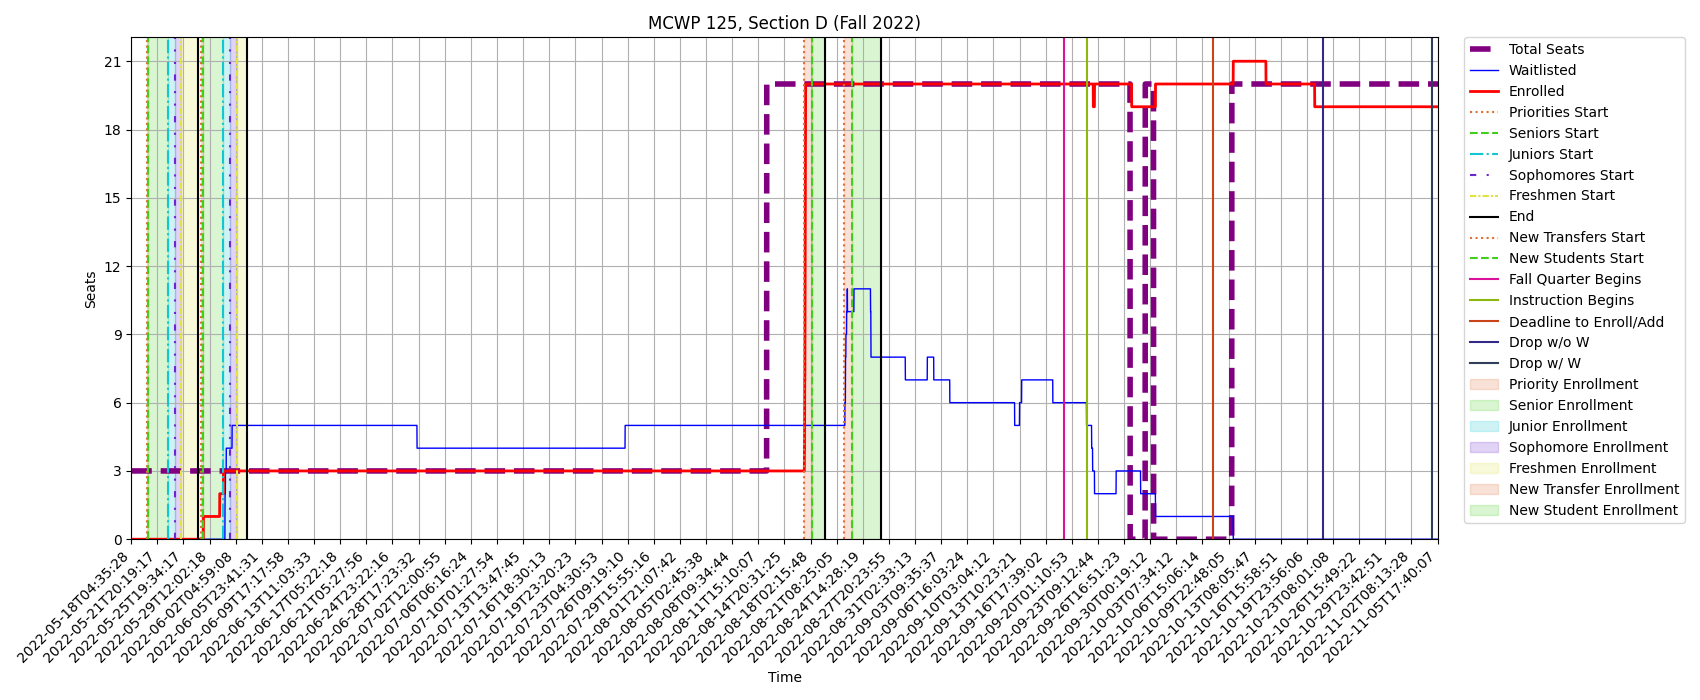 MCWP 125, Section D (Fall 2022)
Seats
21
18
15
12
9
6
3
0
2022-05-18T04:35:28
2022-05-21T20:19:17
2022-05-25T19:34:17
2022-05-29T12:02:18
2022-06-02T04:59:08
2022-06-05T23:41:31
2022-06-09T17:17:58
2022-06-13T11:03:33
2022-06-17T05:22:18
2022-06-21T05:27:56
2022-06-24T23:22:16
2022-06-28T17:23:32
2022-07-02T12:00:55
2022-07-06T06:16:24
2022-07-10T01:27:54
2022-07-13T13:47:45
2022-07-16T18:30:13
2022-07-19T23:20:23
2022-07-23T04:30:53
2022-07-26T09:19:10
2022-07-29T15:55:16
2022-08-01T21:07:42
2022-08-05T02:45:38
2022-08-08T09:34:44
2022-08-11T15:10:07
2022-08-14T20:31:25
2022-08-18T02:15:48
2022-08-21T08:25:05
2022-08-24T14:28:19
2022-08-27T20:23:55
2022-08-31T02:33:13
2022-09-03T09:35:37
2022-09-06T16:03:24
2022-09-10T03:04:12
2022-09-13T10:23:21
2022-09-16T17:39:02
2022-09-20T01:10:53
2022-09-23T09:12:44
2022-09-26T16:51:23
2022-09-30T00:19:12
2022-10-03T07:34:12
2022-10-06T15:06:14
2022-10-09T22:48:05
2022-10-13T08:05:47
2022-10-16T15:58:51
2022-10-19T23:56:06
2022-10-23T08:01:08
2022-10-26T15:49:22
2022-10-29T23:42:51
2022-11-02T08:13:28
2022-11-05T17:40:07
Time
Total Seats
Waitlisted
Enrolled
Priorities Start
Seniors Start
Juniors Start
Sophomores Start
Freshmen Start
End
New Transfers Start
New Students Start
Fall Quarter Begins
Instruction Begins
Deadline to Enroll/Add
Drop w/o W
Drop w/ W
Priority Enrollment
Senior Enrollment
Junior Enrollment
Sophomore Enrollment
Freshmen Enrollment
New Transfer Enrollment
New Student Enrollment